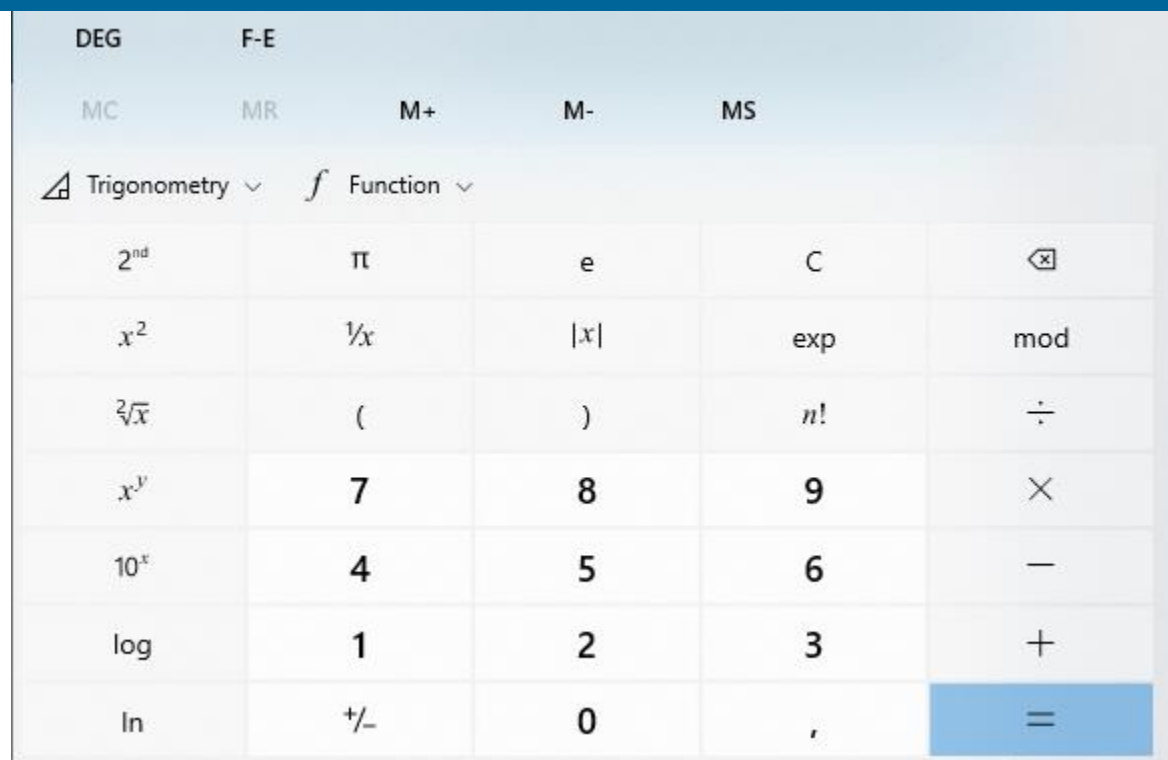 DEG F-E
MC MR M+ M- MS
Trigonometry f Function
2ⁿᵈ π e C
x² ¹/x |x| exp mod
²√x ( ) n! ÷
xʸ 7 8 9 ×
10ˣ 4 5 6 −
log 1 2 3 +
ln +/− 0 , =